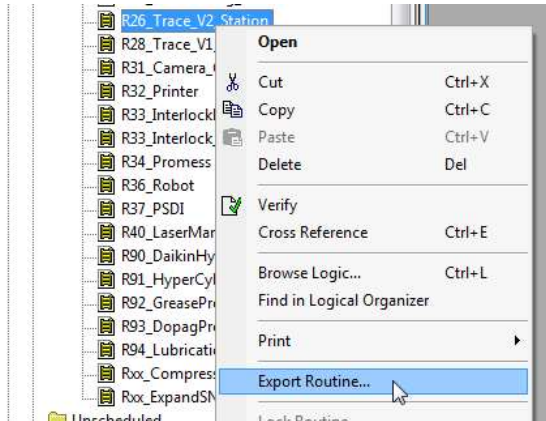 R26_Trace_V2_Station
R28_Trace_V1_
R31_Camera_
R32_Printer
R33_Interlock
R33_Interlock_
R34_Promess
R36_Robot
R37_PSDI
R40_LaserMar
R90_DaikinHy
R91_HyperCyl
R92_GreasePr
R93_DopagPr
R94_Lubricati
Rxx_Compress
Rxx_ExpandSN
Unscheduled
Open
Cut Ctrl+X
Copy Ctrl+C
Paste Ctrl+V
Delete Del
Verify
Cross Reference Ctrl+E
Browse Logic... Ctrl+L
Find in Logical Organizer
Print
Export Routine...
Lock Routine